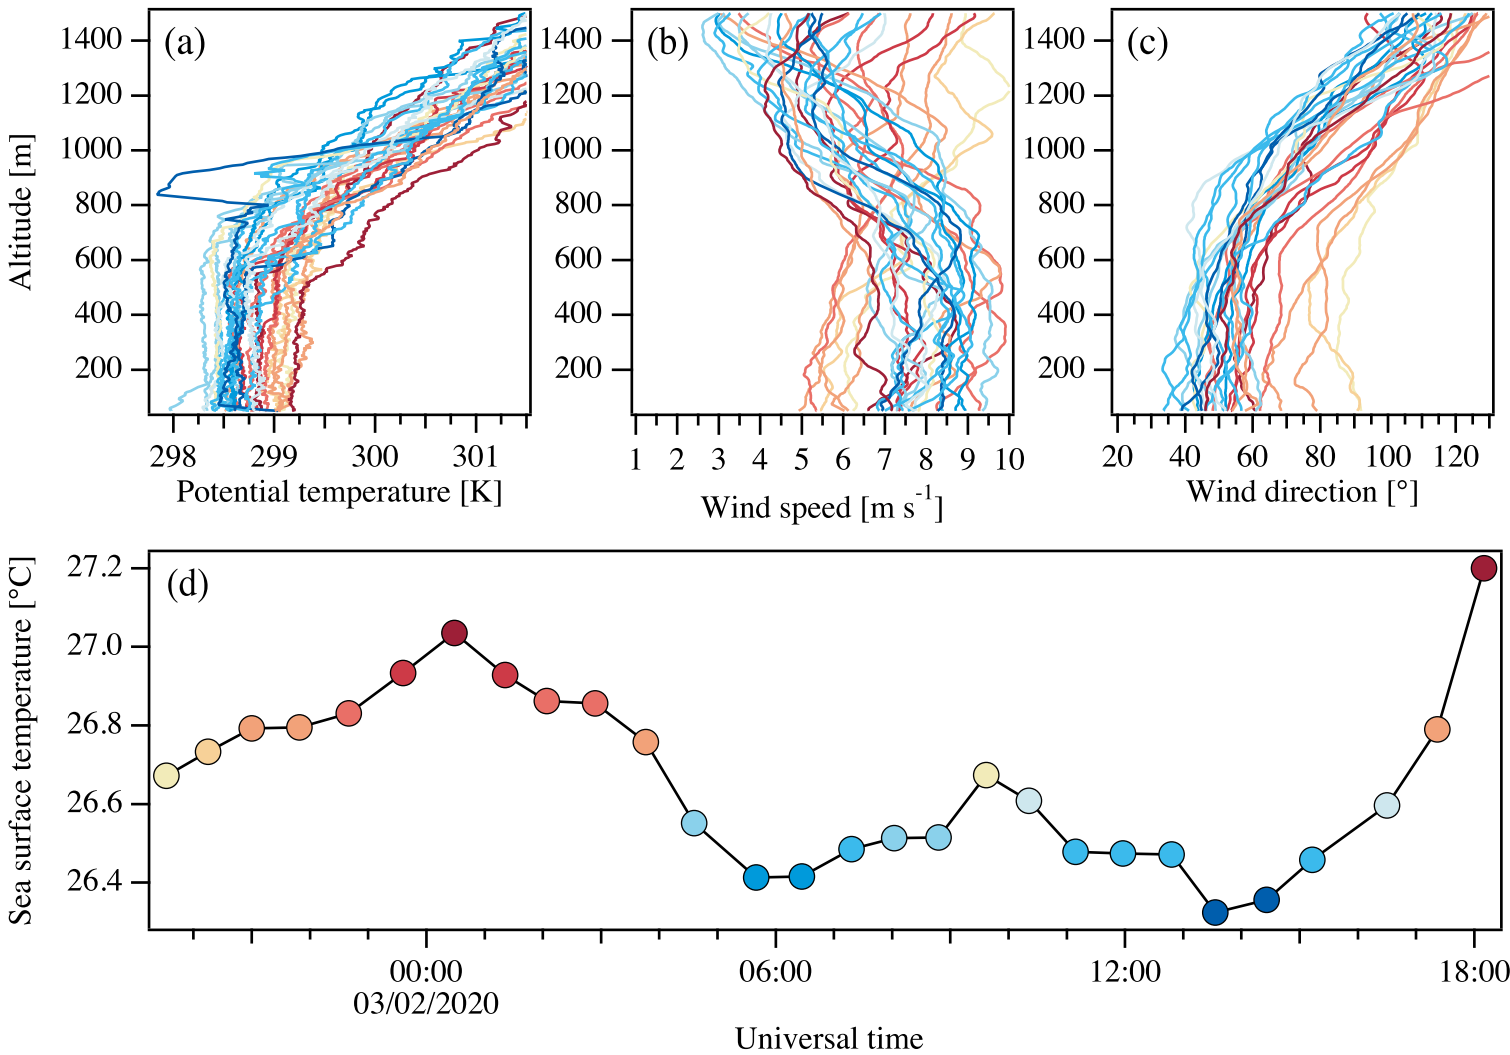 (a)
1400
1200
1000
800
600
400
200
Altitude [m]
298 299 300 301
Potential temperature [K]
(b)
1400
1200
1000
800
600
400
200
1 2 3 4 5 6 7 8 9 10
Wind speed [m s-1]
(c)
1400
1200
1000
800
600
400
200
20 40 60 80 100 120
Wind direction [°]
(d)
27.2
27.0
26.8
26.6
26.4
Sea surface temperature [°C]
00:00 06:00 12:00 18:00
03/02/2020
Universal time